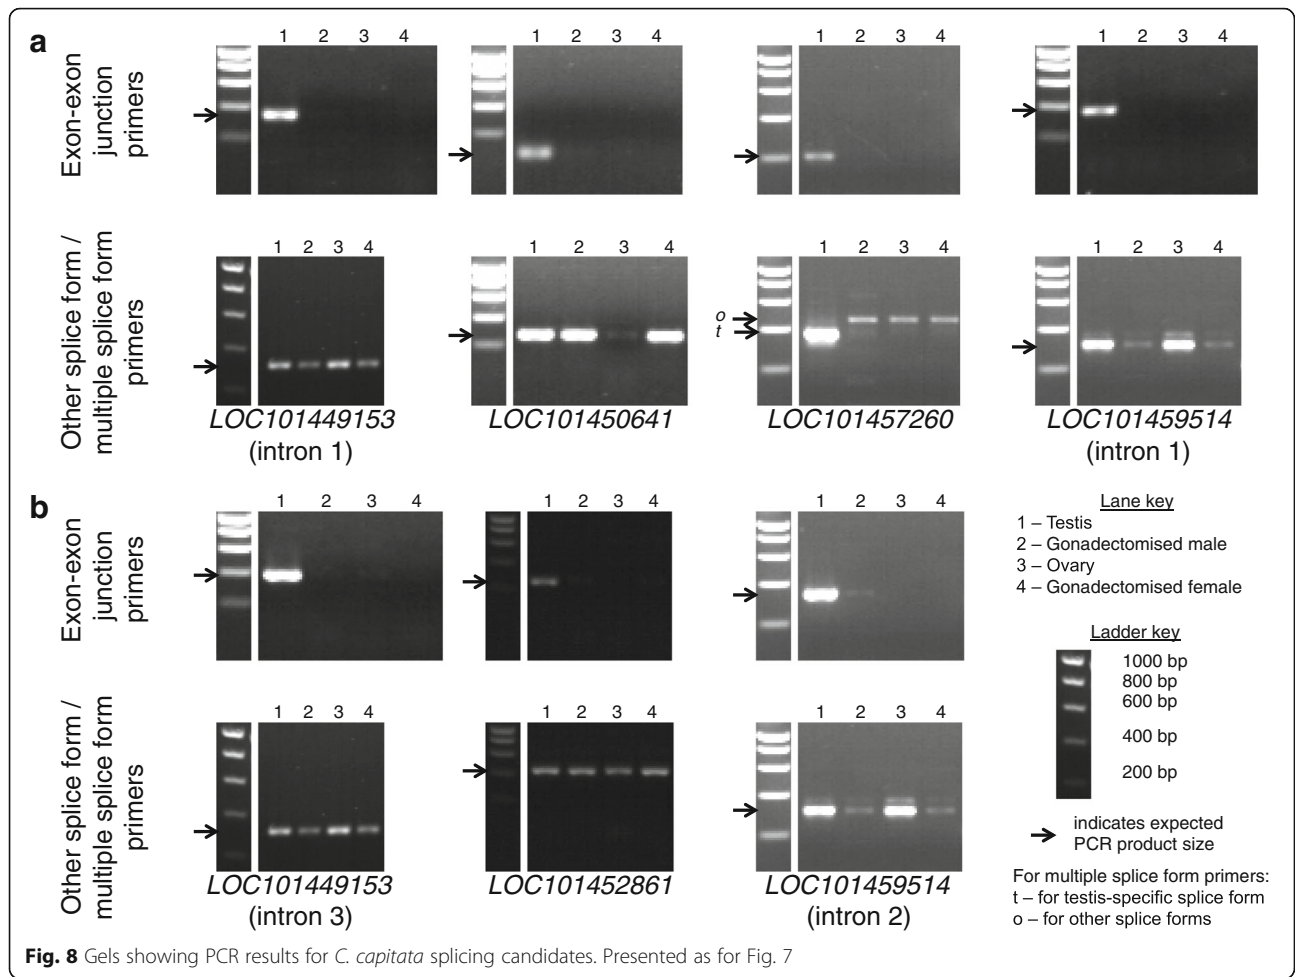 a
Exon-exon
junction
primers
1 2 3 4
1 2 3 4
1 2 3 4
1 2 3 4
Other splice form /
multiple splice form
primers
1 2 3 4
1 2 3 4
o
t
1 2 3 4
1 2 3 4
LOC101449153
(intron 1)
LOC101450641
LOC101457260
LOC101459514
(intron 1)
b
Exon-exon
junction
primers
1 2 3 4
1 2 3 4
1 2 3 4
Other splice form /
multiple splice form
primers
1 2 3 4
1 2 3 4
1 2 3 4
LOC101449153
(intron 3)
LOC101452861
LOC101459514
(intron 2)
Lane key
1 – Testis
2 – Gonadectomised male
3 – Ovary
4 – Gonadectomised female
Ladder key
1000 bp
800 bp
600 bp
400 bp
200 bp
indicates expected
PCR product size
For multiple splice form primers:
t – for testis-specific splice form
o – for other splice forms
Fig. 8 Gels showing PCR results for C. capitata splicing candidates. Presented as for Fig. 7